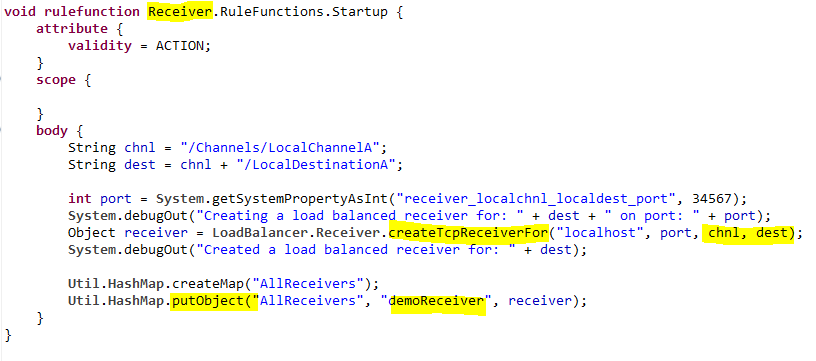 void rulefunction Receiver.RuleFunctions.Startup {
attribute {
validity = ACTION;
}
scope {
}
body {
String chnl = "/Channels/LocalChannelA";
String dest = chnl + "/LocalDestinationA";
int port = System.getSystemPropertyAsInt("receiver_localchnl_localdest_port", 34567);
System.debugOut("Creating a load balanced receiver for: " + dest + " on port: " + port);
Object receiver = LoadBalancer.Receiver.createTcpReceiverFor("localhost", port, chnl, dest);
System.debugOut("Created a load balanced receiver for: " + dest);
Util.HashMap.createMap("AllReceivers");
Util.HashMap.putObject("AllReceivers", "demoReceiver", receiver);
}
}